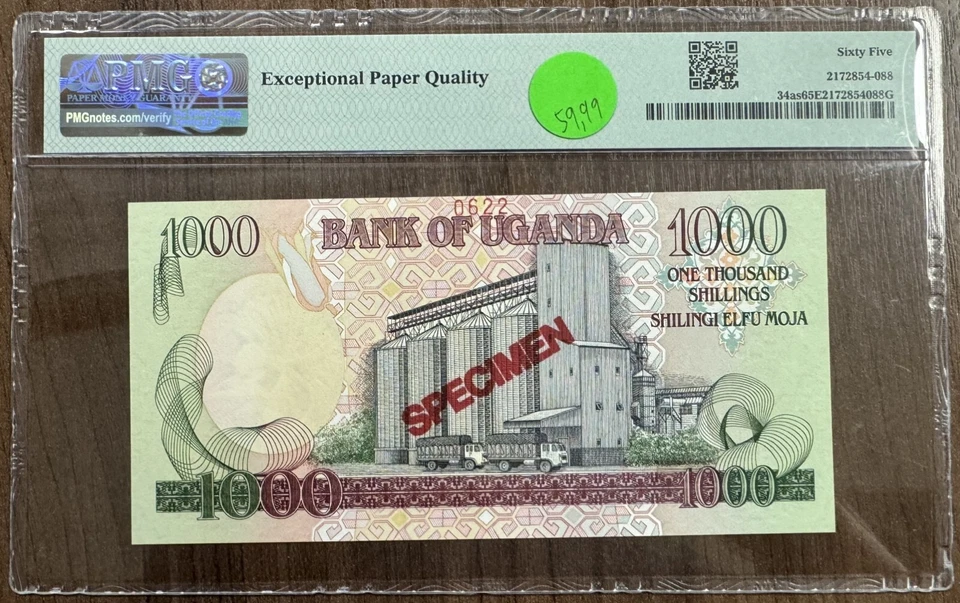 PMG
PAPER MONEY GUARANTY
PMGnotes.com/verify
Exceptional Paper Quality
59,99
Sixty Five
2172854-088
34as65E2172854088G
1000
0622
BANK OF UGANDA
1000
ONE THOUSAND
SHILLINGS
SHILINGI ELFU MOJA
SPECIMEN
1000
1000